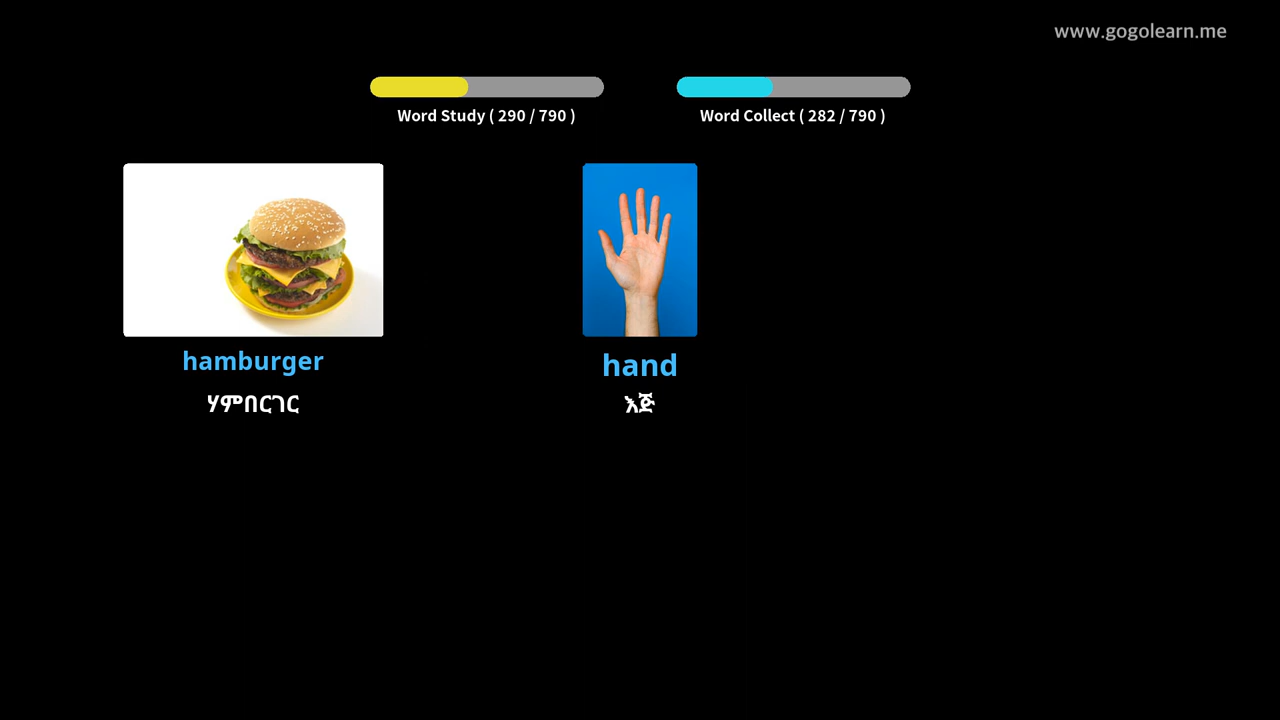 www.gogolearn.me
Word Study ( 290 / 790 )
Word Collect ( 282 / 790 )
hamburger
ሃምበርገር
hand
እጅ